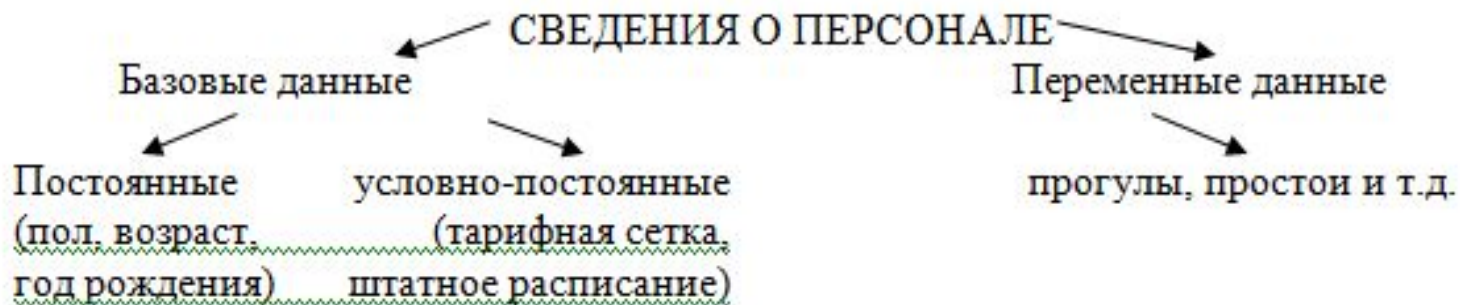 СВЕДЕНИЯ О ПЕРСОНАЛЕ
Базовые данные Переменные данные
Постоянные условно-постоянные прогулы, простои и т.д.
(пол, возраст, (тарифная сетка,
год рождения) штатное расписание)